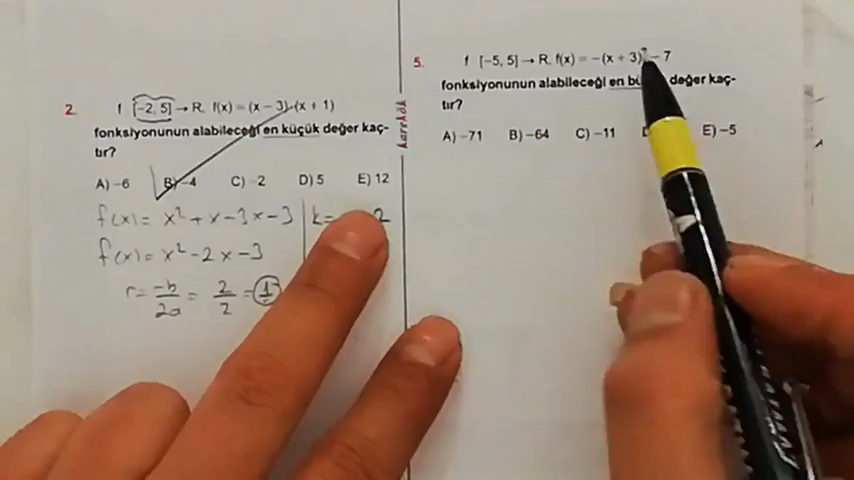 2.
f [-2, 5] → R, f(x) = (x - 3)·(x + 1)
fonksiyonunun alabileceği en küçük değer kaç-
tır?
A) -6 B) -4 C) -2 D) 5 E) 12
f(x) = x² + x - 3x - 3
f(x) = x² - 2x - 3
r = -b/2a = 2/2 = 1
k =
karekök
5.
f [-5, 5] → R, f(x) = -(x + 3)² - 7
fonksiyonunun alabileceği en değer kaç-
tır?
A) -71 B) -64 C) -11 E) -5